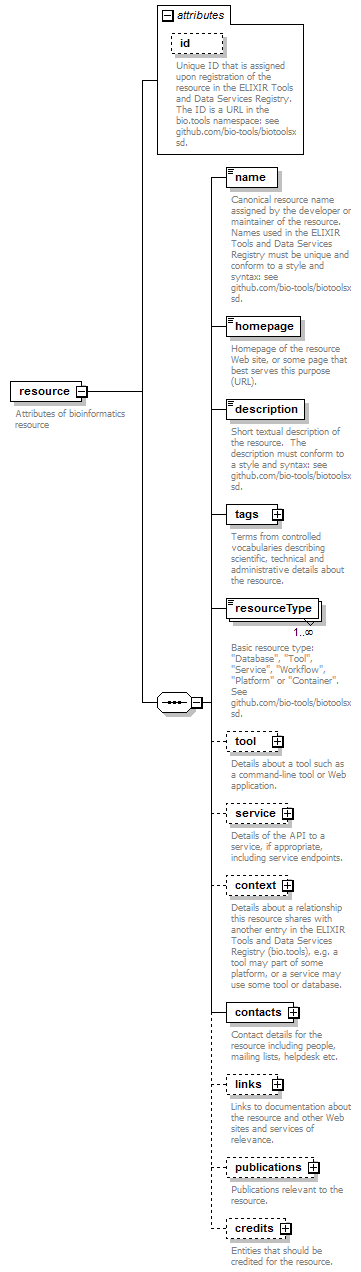 attributes
id
Unique ID that is assigned
upon registration of the
resource in the ELIXIR Tools
and Data Services Registry.
The ID is a URL in the
bio.tools namespace: see
github.com/bio-tools/biotoolsx
sd.
name
Canonical resource name
assigned by the developer or
maintainer of the resource.
Names used in the ELIXIR
Tools and Data Services
Registry must be unique and
conform to a style and
syntax: see
github.com/bio-tools/biotoolsx
sd.
homepage
Homepage of the resource
Web site, or some page that
best serves this purpose
(URL).
resource
Attributes of bioinformatics
resource
description
Short textual description of
the resource.  The
description must conform to
a style and syntax: see
github.com/bio-tools/biotoolsx
sd.
tags
Terms from controlled
vocabularies describing
scientific, technical and
administrative details about
the resource.
resourceType
1..∞
Basic resource type:
"Database", "Tool",
"Service", "Workflow",
"Platform" or "Container".
See
github.com/bio-tools/biotoolsx
sd.
tool
Details about a tool such as
a command-line tool or Web
application.
service
Details of the API to a
service, if appropriate,
including service endpoints.
context
Details about a relationship
this resource shares with
another entry in the ELIXIR
Tools and Data Services
Registry (bio.tools), e.g. a
tool may part of some
platform, or a service may
use some tool or database.
contacts
Contact details for the
resource including people,
mailing lists, helpdesk etc.
links
Links to documentation about
the resource and other Web
sites and services of
relevance.
publications
Publications relevant to the
resource.
credits
Entities that should be
credited for the resource.